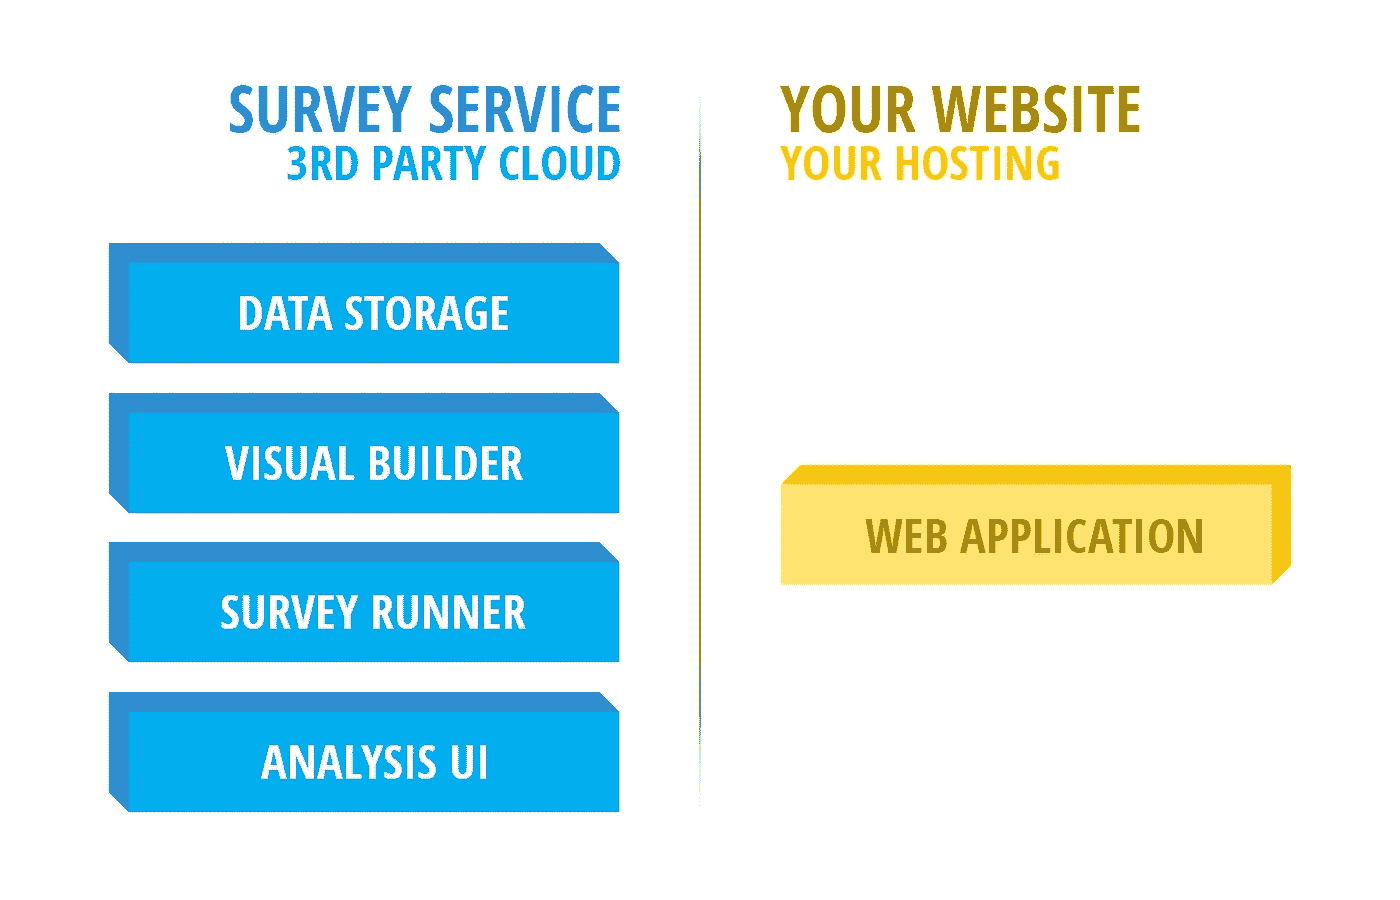 SURVEY SERVICE
3RD PARTY CLOUD
DATA STORAGE
VISUAL BUILDER
SURVEY RUNNER
ANALYSIS UI
YOUR WEBSITE
YOUR HOSTING
WEB APPLICATION